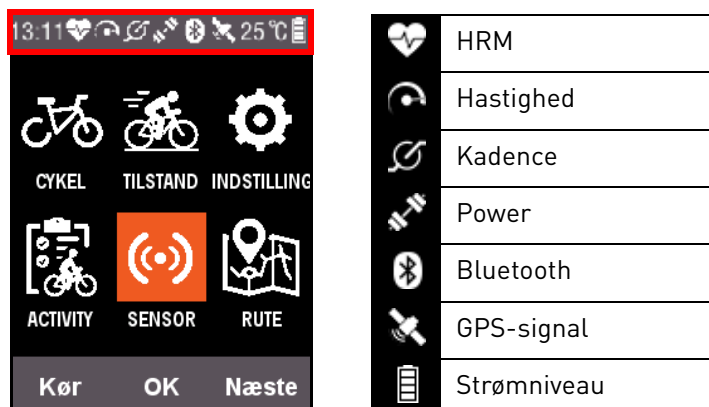 13:11 25 ℃
CYKEL TILSTAND INDSTILLING
ACTIVITY SENSOR RUTE
Kør OK Næste
HRM
Hastighed
Kadence
Power
Bluetooth
GPS-signal
Strømniveau